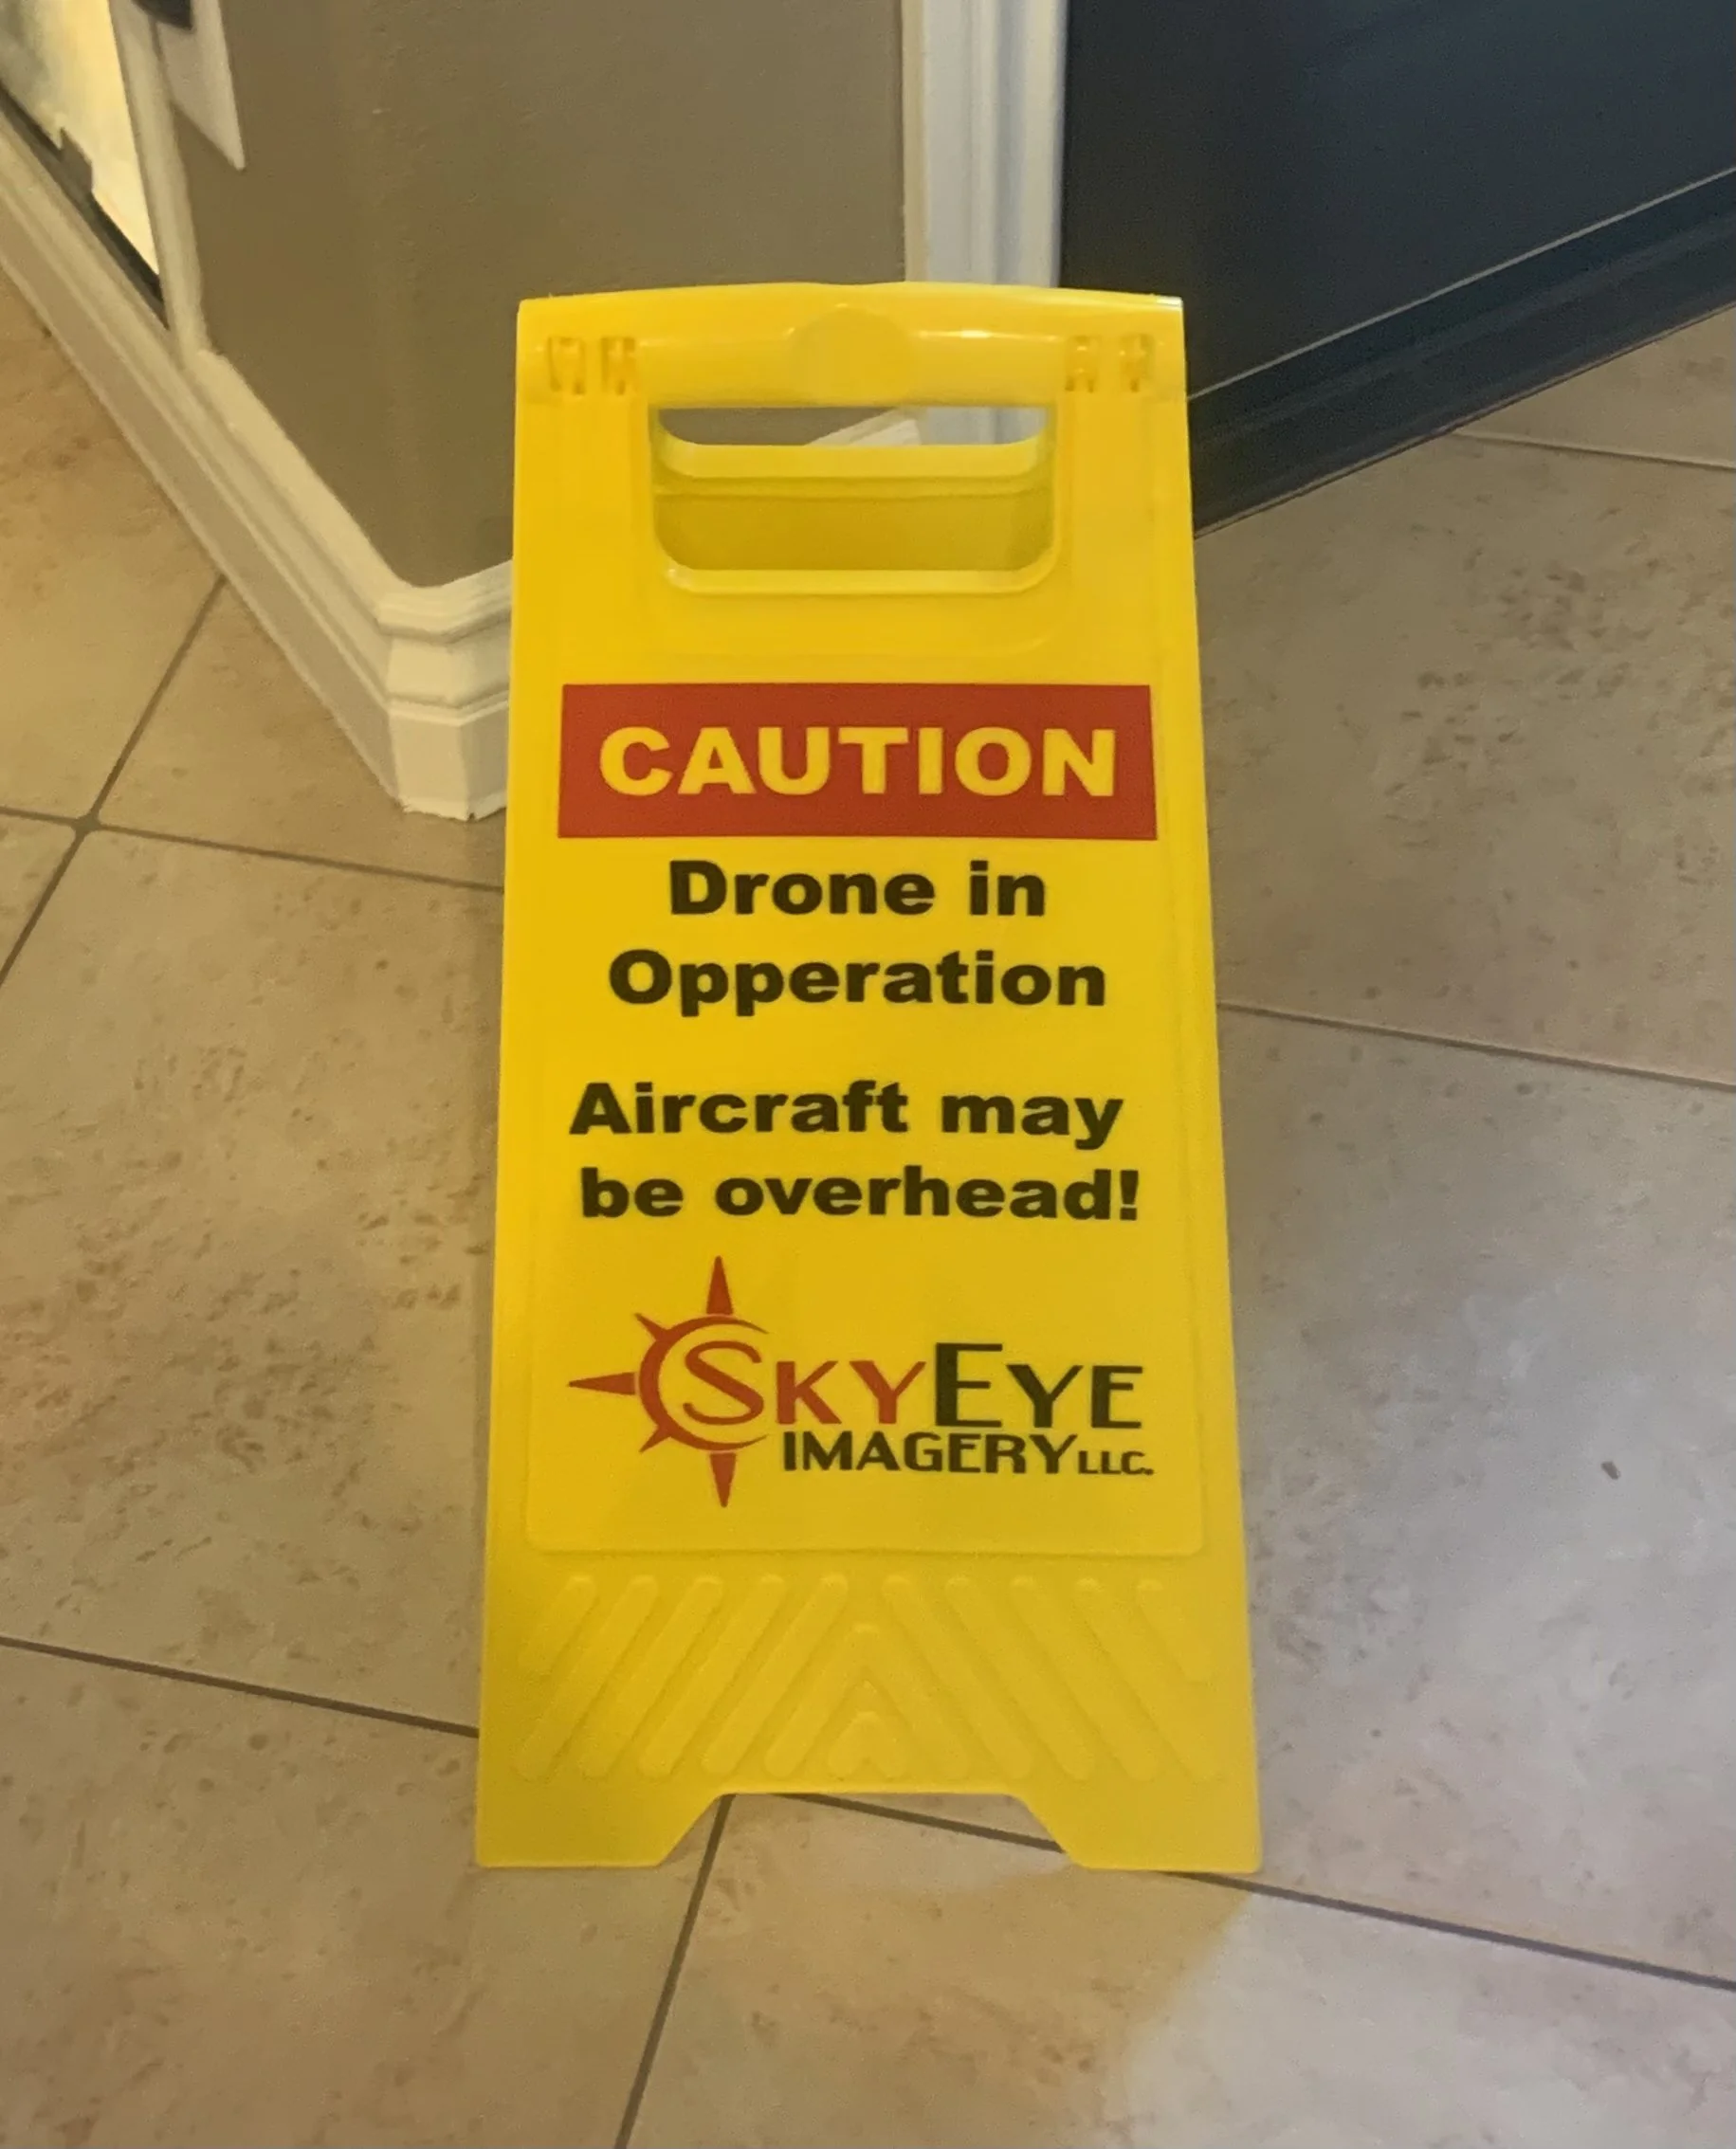 CAUTION
Drone in
Opperation
Aircraft may
be overhead!
SKYEYE
IMAGERY LLC.